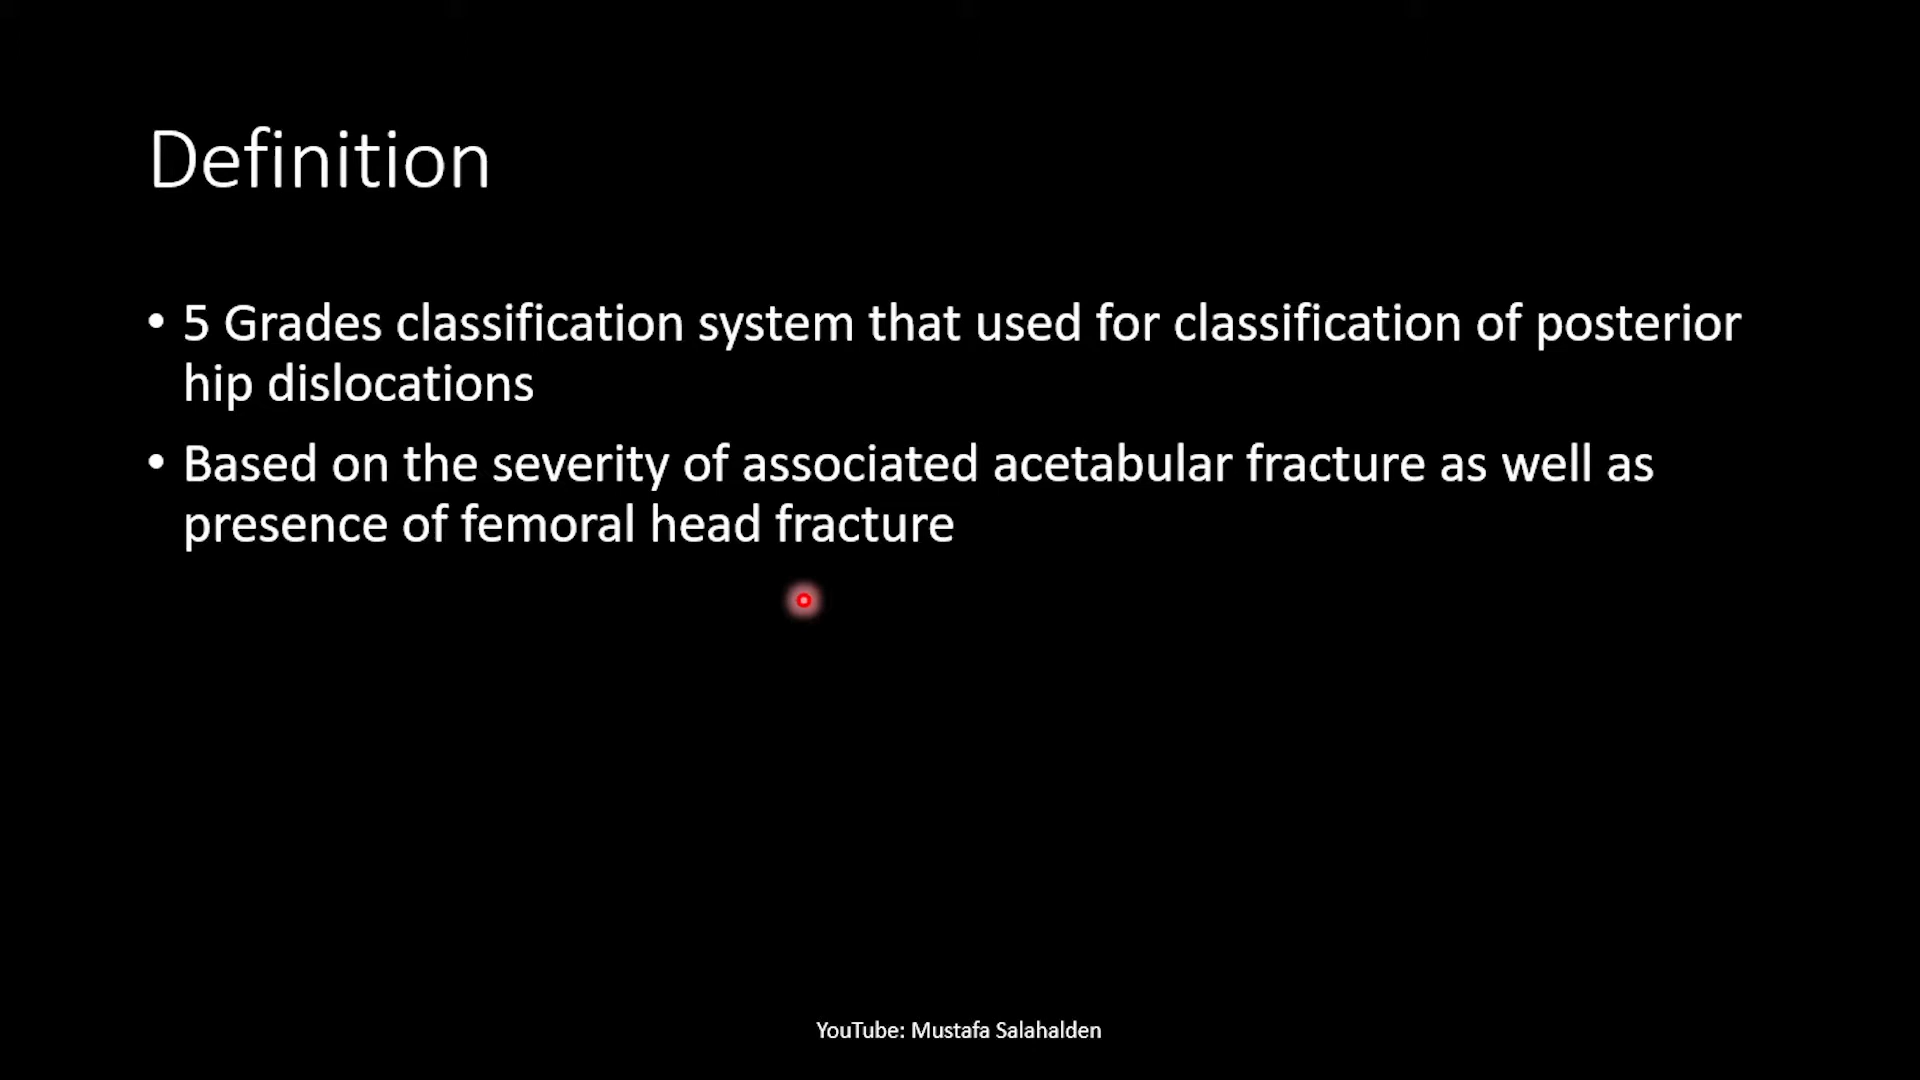 Definition
• 5 Grades classification system that used for classification of posterior
hip dislocations
• Based on the severity of associated acetabular fracture as well as
presence of femoral head fracture
YouTube: Mustafa Salahalden